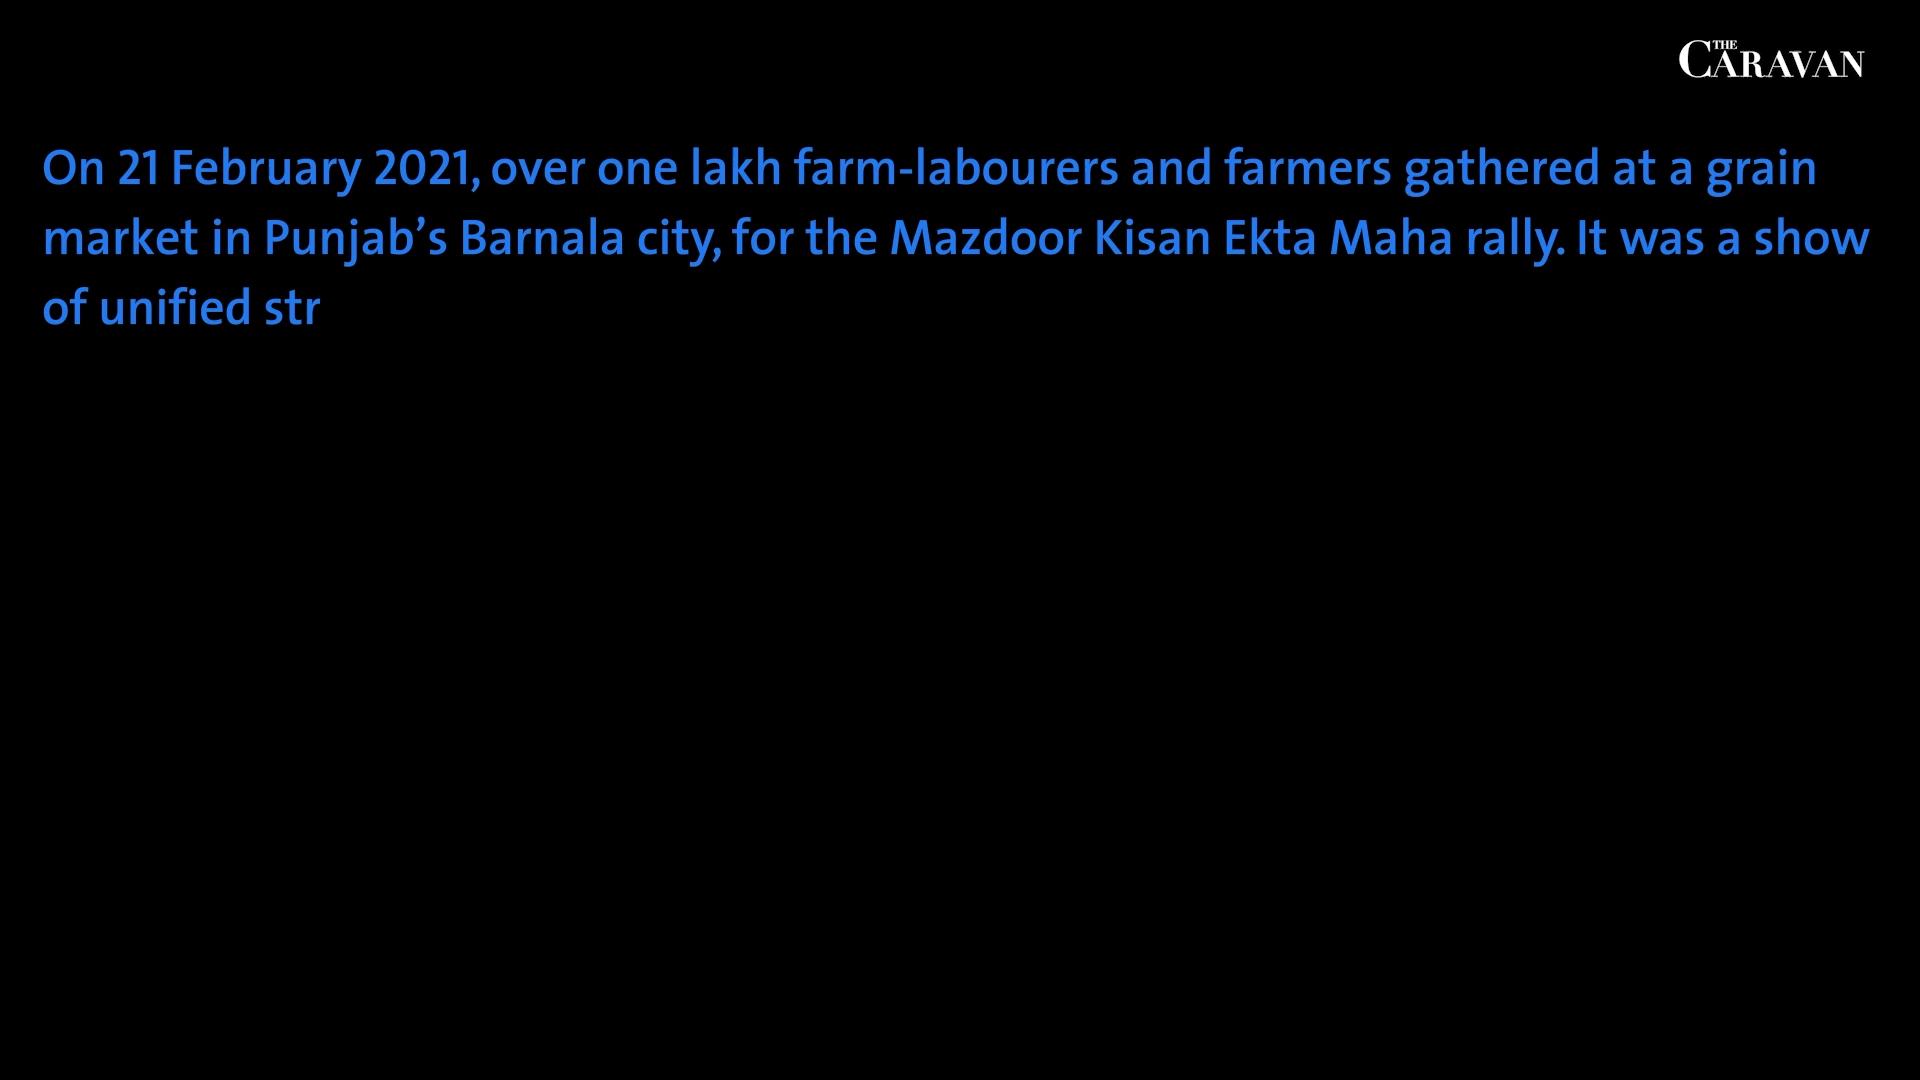 THE CARAVAN
On 21 February 2021, over one lakh farm-labourers and farmers gathered at a grain
market in Punjab’s Barnala city, for the Mazdoor Kisan Ekta Maha rally. It was a show
of unified str